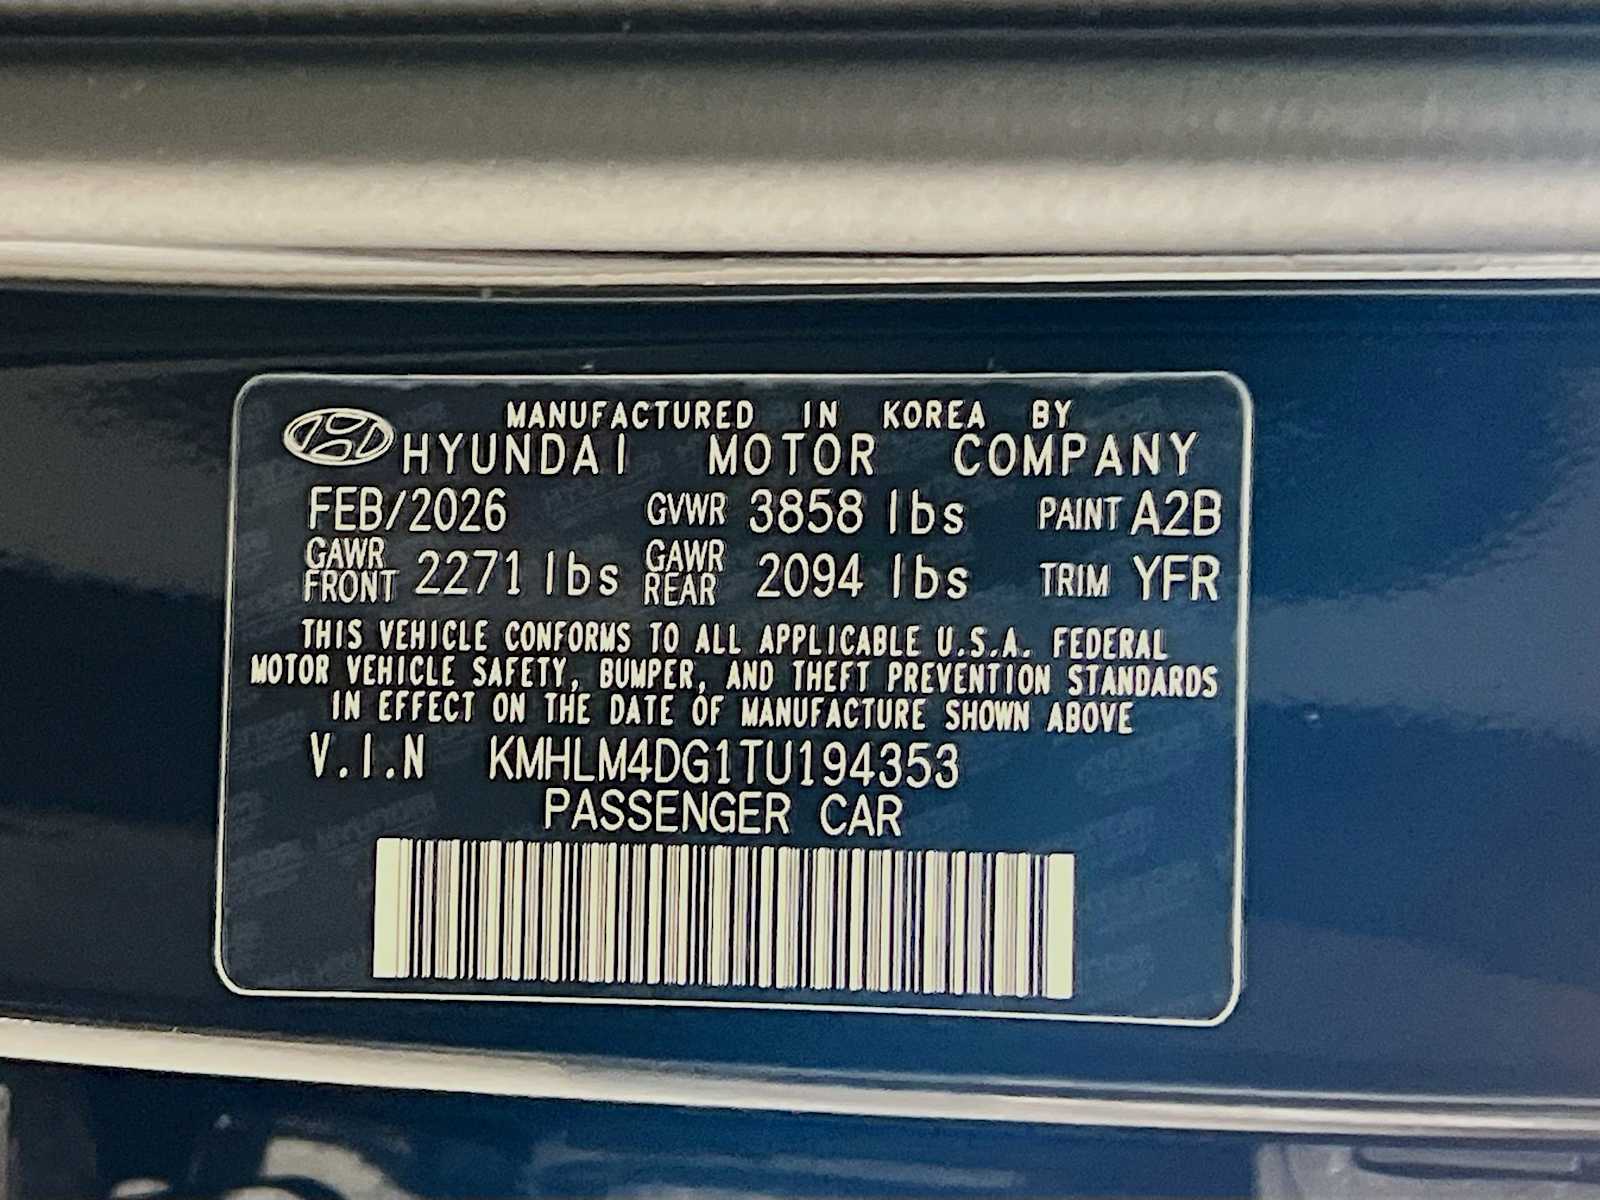 MANUFACTURED IN KOREA BY
HYUNDAI MOTOR COMPANY
FEB/2026 GVWR 3858 lbs PAINT A2B
GAWR FRONT 2271 lbs GAWR REAR 2094 lbs TRIM YFR
THIS VEHICLE CONFORMS TO ALL APPLICABLE U.S.A. FEDERAL
MOTOR VEHICLE SAFETY, BUMPER, AND THEFT PREVENTION STANDARDS
IN EFFECT ON THE DATE OF MANUFACTURE SHOWN ABOVE
V.I.N KMHLM4DG1TU194353
PASSENGER CAR